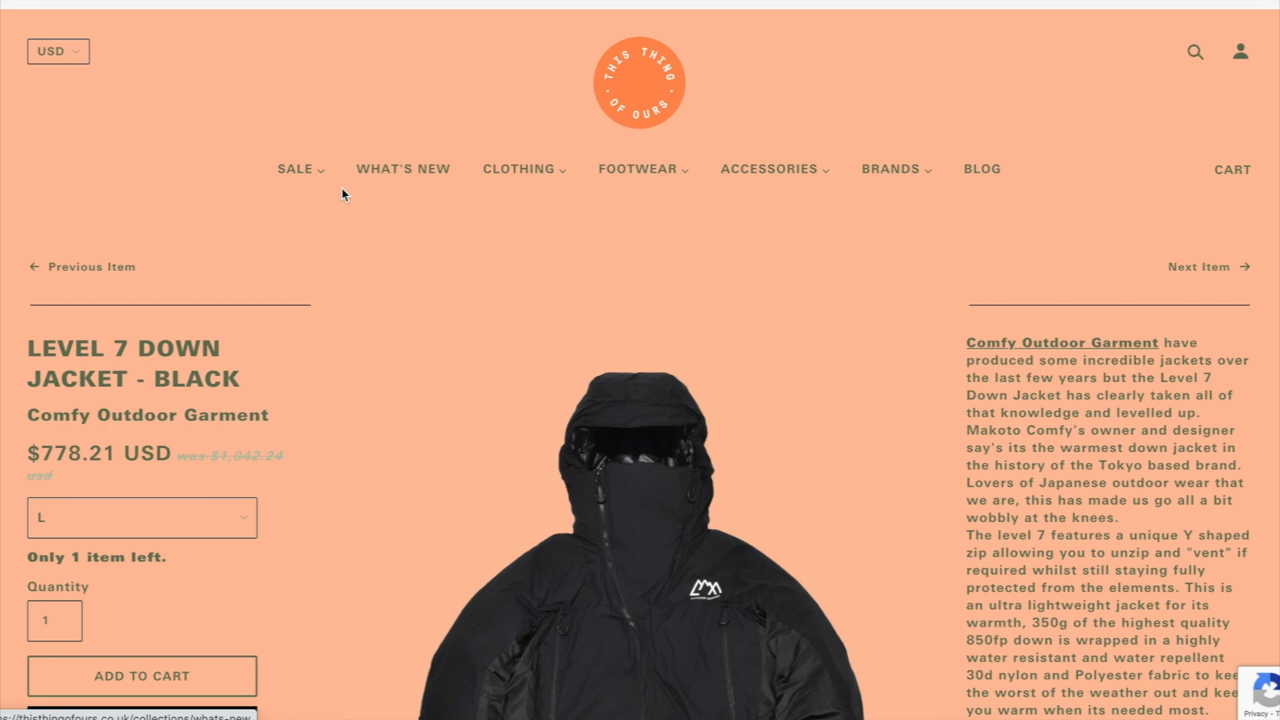 USD
THIS THING
OF OURS
SALE
WHAT'S NEW
CLOTHING
FOOTWEAR
ACCESSORIES
BRANDS
BLOG
CART
Previous Item
Next Item
LEVEL 7 DOWN
JACKET - BLACK
Comfy Outdoor Garment
$778.21 USD was $1,042.24
usd
L
Only 1 item left.
Quantity
1
ADD TO CART
Comfy Outdoor Garment have
produced some incredible jackets over
the last few years but the Level 7
Down Jacket has clearly taken all of
that knowledge and levelled up.
Makoto Comfy's owner and designer
say's its the warmest down jacket in
the history of the Tokyo based brand.
Lovers of Japanese outdoor wear that
we are, this has made us go all a bit
wobbly at the knees.
The level 7 features a unique Y shaped
zip allowing you to unzip and "vent" if
required whilst still staying fully
protected from the elements. This is
an ultra lightweight jacket for its
warmth, 350g of the highest quality
850fp down is wrapped in a highly
water resistant and water repellent
30d nylon and Polyester fabric to kee
the worst of the weather out and kee
you warm when its needed most.
Privacy - T
ps://thisthingofours.co.uk/collections/whats-new